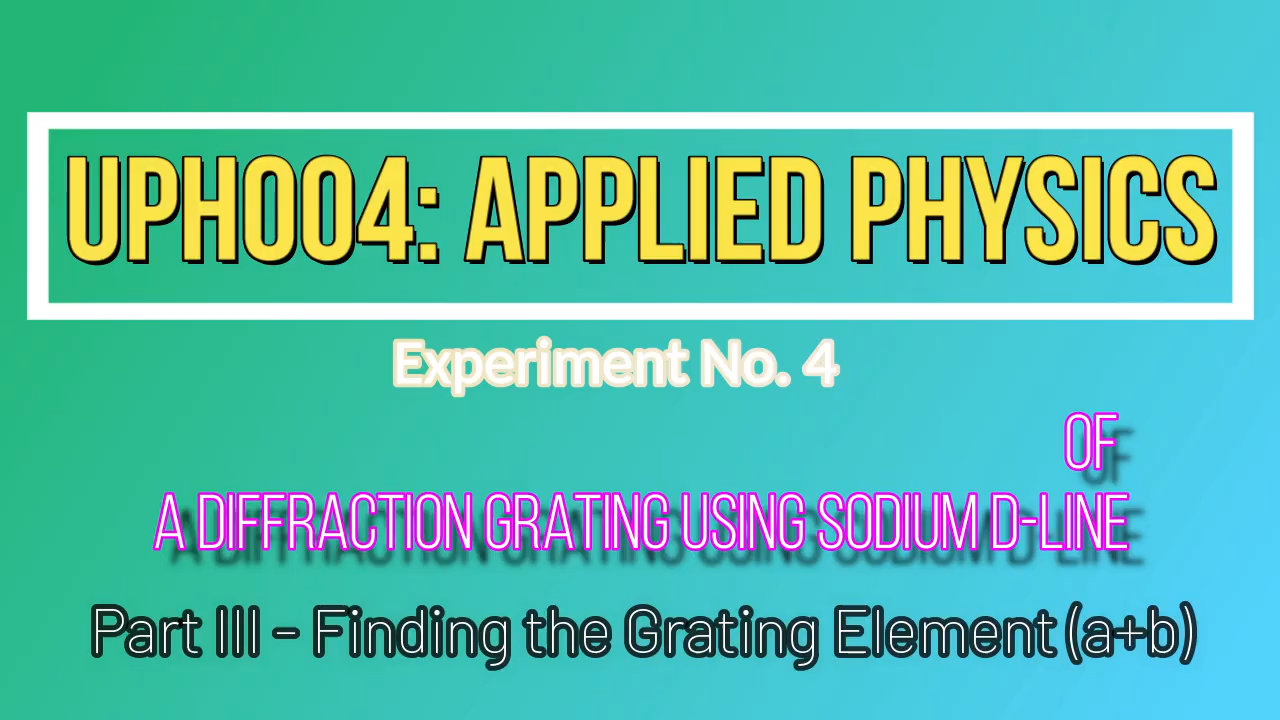 UPH004: APPLIED PHYSICS
Experiment No. 4
OF
A DIFFRACTION GRATING USING SODIUM D-LINE
Part III - Finding the Grating Element (a+b)